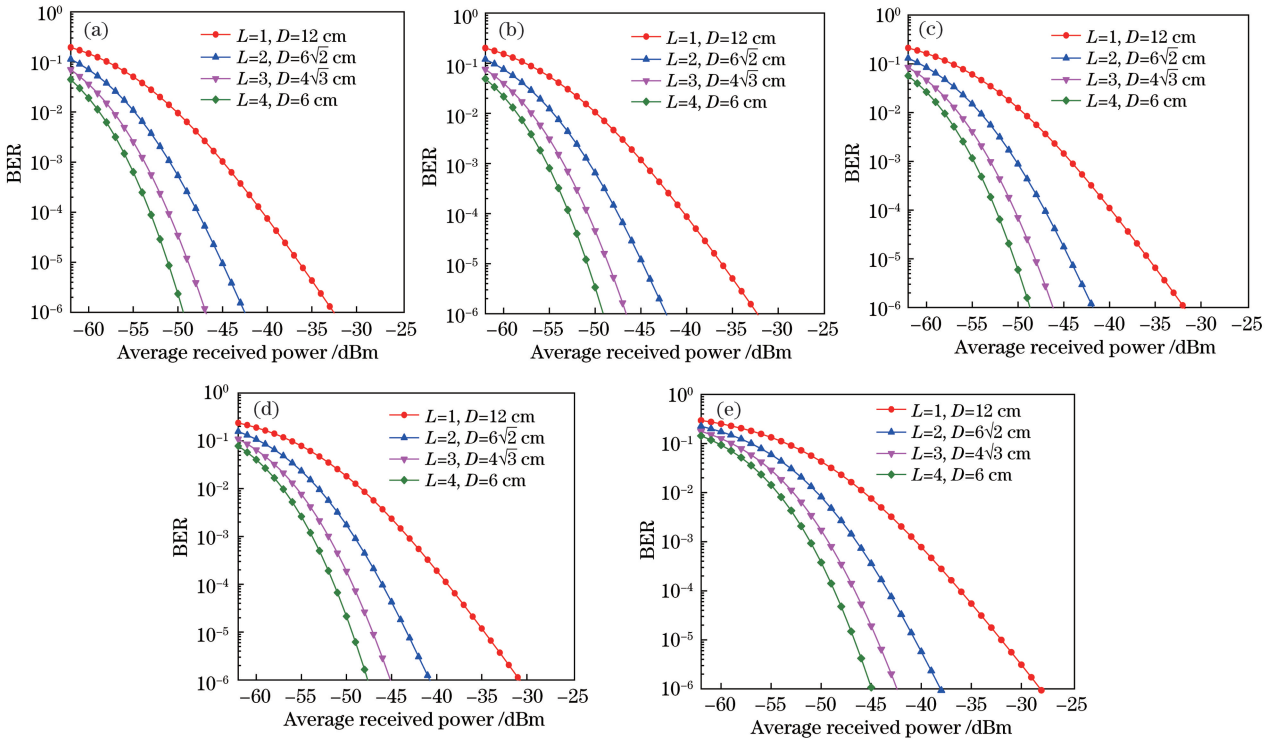 (a)
L=1, D=12 cm
L=2, D=6√2 cm
L=3, D=4√3 cm
L=4, D=6 cm
BER
10⁰
10⁻¹
10⁻²
10⁻³
10⁻⁴
10⁻⁵
10⁻⁶
−60 −55 −50 −45 −40 −35 −30 −25
Average received power /dBm
(b)
L=1, D=12 cm
L=2, D=6√2 cm
L=3, D=4√3 cm
L=4, D=6 cm
BER
10⁰
10⁻¹
10⁻²
10⁻³
10⁻⁴
10⁻⁵
10⁻⁶
−60 −55 −50 −45 −40 −35 −30 −25
Average received power /dBm
(c)
L=1, D=12 cm
L=2, D=6√2 cm
L=3, D=4√3 cm
L=4, D=6 cm
BER
10⁰
10⁻¹
10⁻²
10⁻³
10⁻⁴
10⁻⁵
10⁻⁶
−60 −55 −50 −45 −40 −35 −30 −25
Average received power /dBm
(d)
L=1, D=12 cm
L=2, D=6√2 cm
L=3, D=4√3 cm
L=4, D=6 cm
BER
10⁰
10⁻¹
10⁻²
10⁻³
10⁻⁴
10⁻⁵
10⁻⁶
−60 −55 −50 −45 −40 −35 −30 −25
Average received power /dBm
(e)
L=1, D=12 cm
L=2, D=6√2 cm
L=3, D=4√3 cm
L=4, D=6 cm
BER
10⁰
10⁻¹
10⁻²
10⁻³
10⁻⁴
10⁻⁵
10⁻⁶
−60 −55 −50 −45 −40 −35 −30 −25
Average received power /dBm